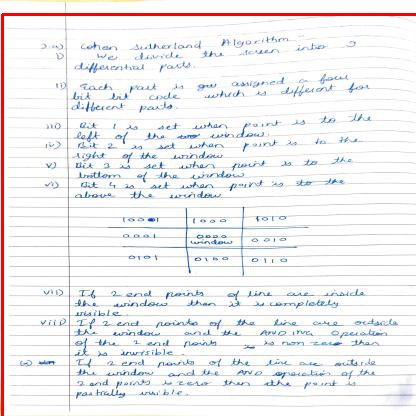 2. a) Cohen Sutherland Algorithm
i) We divide the screen into 9
differential parts.
ii) Each part is assigned a four
bit bit code which is different for
different parts.
iii) Bit 1 is set when point is to the
left of the window.
iv) Bit 2 is set when point is to the
right of the window
v) Bit 3 is set when point is to the
bottom of the window
vi) Bit 4 is set when point is to the
above the window
1001 1000 1010
0001 0000 0010
window
0101 0100 0110
vii) If 2 end points of line are inside
the window then it is completely
visible.
viii) If 2 end points of the line are outside
the window and the ANDING operation
of the 2 end points is non zero then
it is invisible.
If 2 end points of the line are outside
the window and the AND operation of the
2 end points is zero then the point is
partially visible.